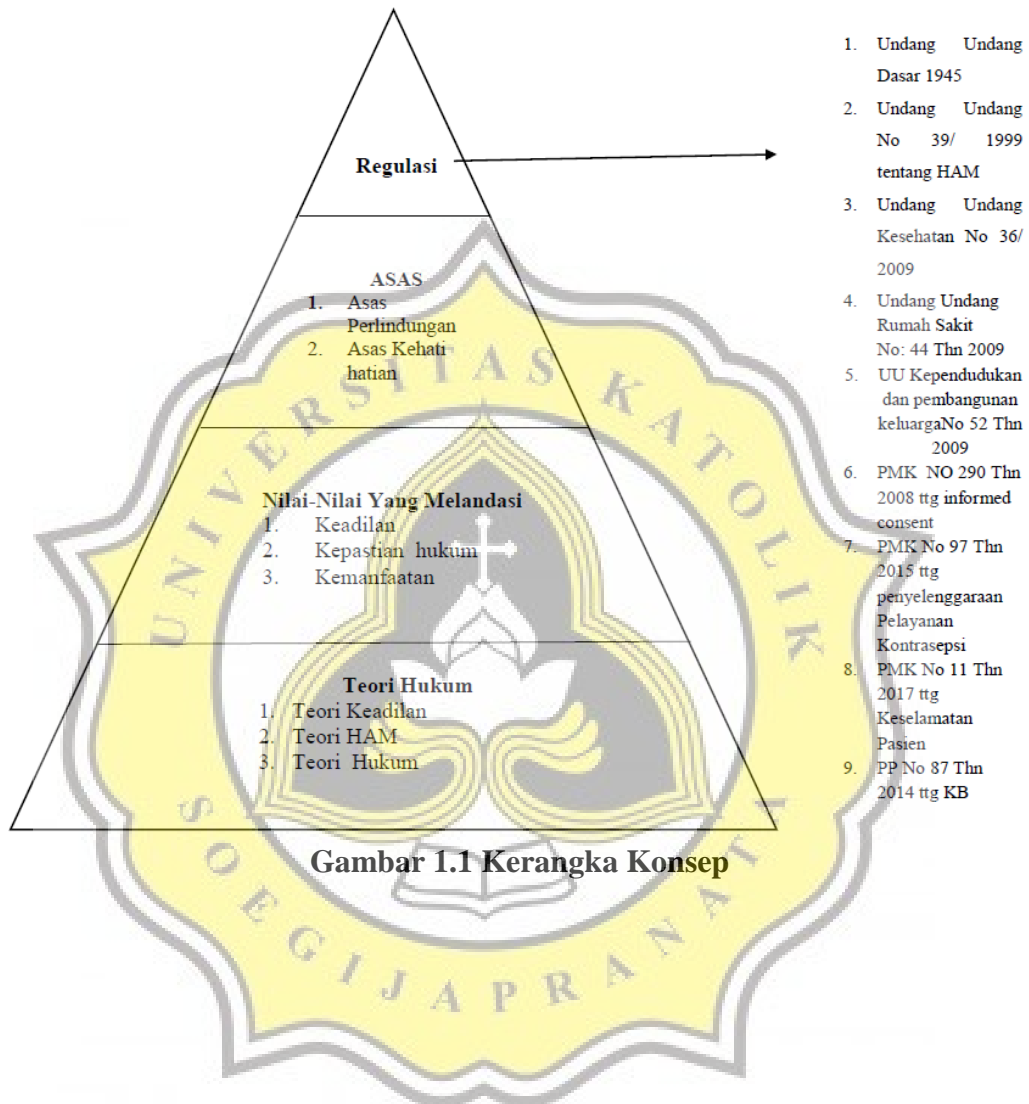 Regulasi
ASAS
1. Asas
Perlindungan
2. Asas Kehati
hatian
Nilai-Nilai Yang Melandasi
1. Keadilan
2. Kepastian hukum
3. Kemanfaatan
Teori Hukum
1. Teori Keadilan
2. Teori HAM
3. Teori Hukum
1. Undang Undang
Dasar 1945
2. Undang Undang
No 39/ 1999
tentang HAM
3. Undang Undang
Kesehatan No 36/
2009
4. Undang Undang
Rumah Sakit
No: 44 Thn 2009
5. UU Kependudukan
dan pembangunan
keluargaNo 52 Thn
2009
6. PMK NO 290 Thn
2008 ttg informed
consent
7. PMK No 97 Thn
2015 ttg
penyelenggaraan
Pelayanan
Kontrasepsi
8. PMK No 11 Thn
2017 ttg
Keselamatan
Pasien
9. PP No 87 Thn
2014 ttg KB
Gambar 1.1 Kerangka Konsep
UNIVERSITAS KATOLIK
SOEGIJAPRANATA